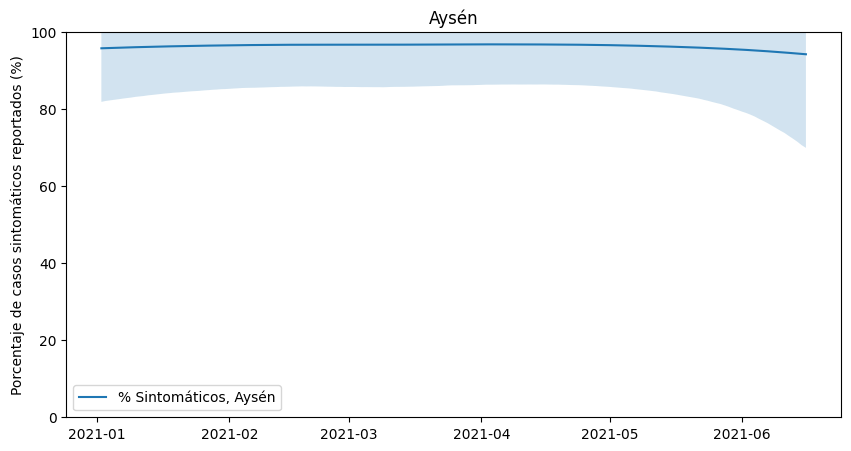 Aysén
Porcentaje de casos sintomáticos reportados (%)
100
80
60
40
20
0
% Sintomáticos, Aysén
2021-01 2021-02 2021-03 2021-04 2021-05 2021-06